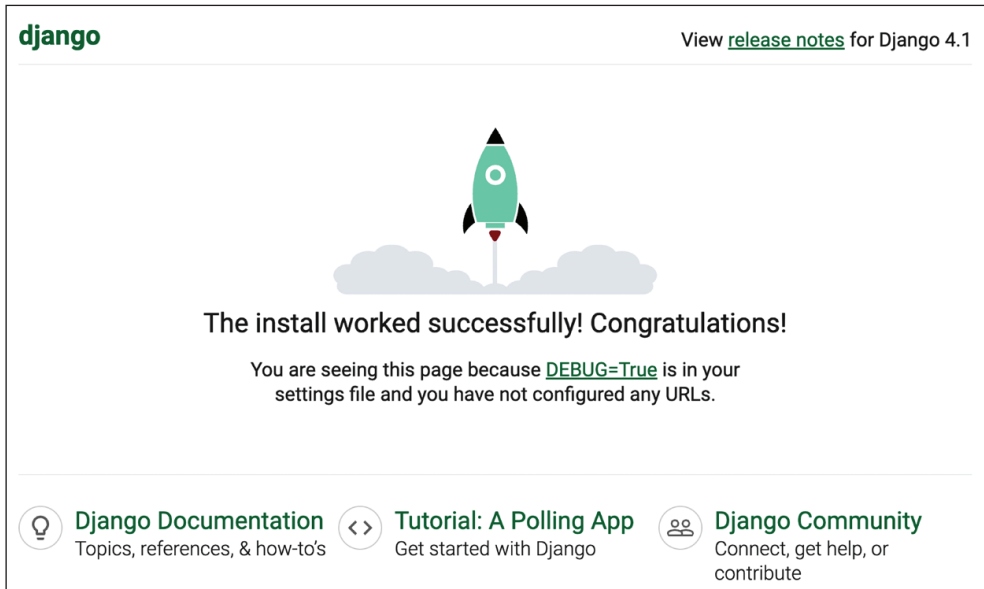 django
View release notes for Django 4.1
The install worked successfully! Congratulations!
You are seeing this page because DEBUG=True is in your
settings file and you have not configured any URLs.
Django Documentation
Topics, references, & how-to’s
Tutorial: A Polling App
Get started with Django
Django Community
Connect, get help, or
contribute